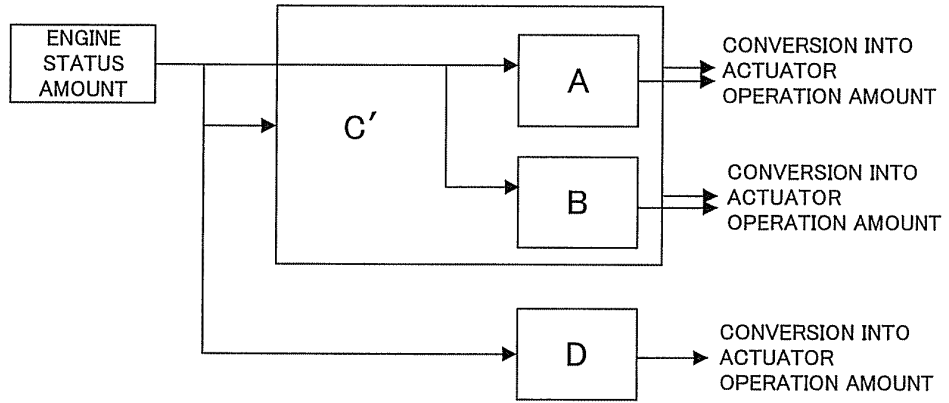 ENGINE
STATUS
AMOUNT
C′
A
CONVERSION INTO
ACTUATOR
OPERATION AMOUNT
B
CONVERSION INTO
ACTUATOR
OPERATION AMOUNT
D
CONVERSION INTO
ACTUATOR
OPERATION AMOUNT